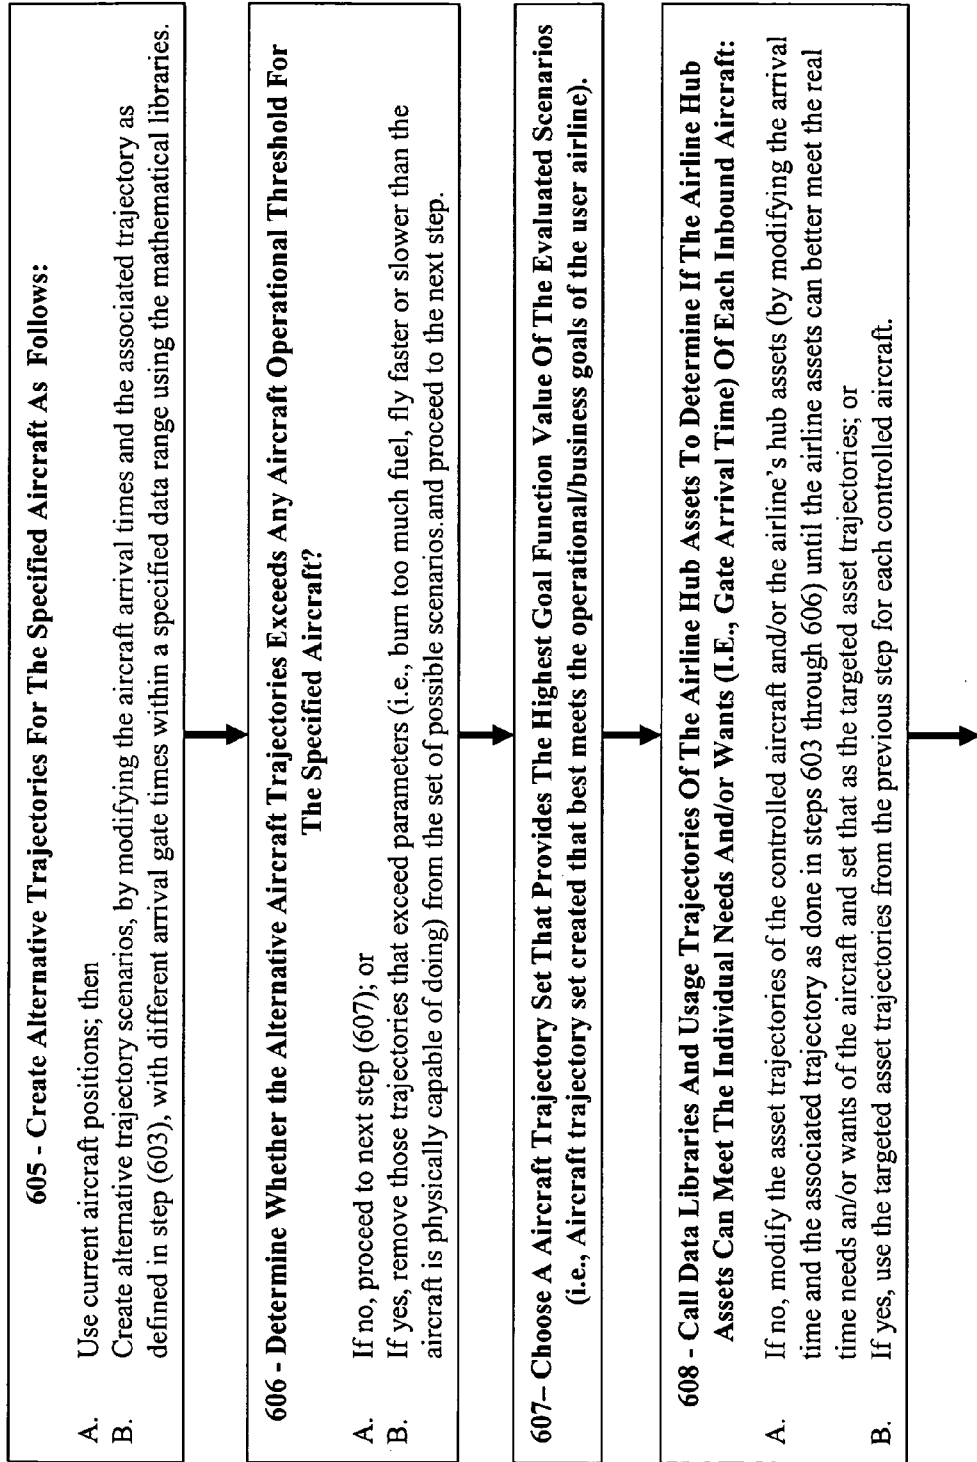 605 - Create Alternative Trajectories For The Specified Aircraft As Follows:
A. Use current aircraft positions; then
B. Create alternative trajectory scenarios, by modifying the aircraft arrival times and the associated trajectory as
defined in step (603), with different arrival gate times within a specified data range using the mathematical libraries.
606 - Determine Whether the Alternative Aircraft Trajectories Exceeds Any Aircraft Operational Threshold For
The Specified Aircraft?
A. If no, proceed to next step (607); or
B. If yes, remove those trajectories that exceed parameters (i.e., burn too much fuel, fly faster or slower than the
aircraft is physically capable of doing) from the set of possible scenarios.and proceed to the next step.
607– Choose A Aircraft Trajectory Set That Provides The Highest Goal Function Value Of The Evaluated Scenarios
(i.e., Aircraft trajectory set created that best meets the operational/business goals of the user airline).
608 - Call Data Libraries And Usage Trajectories Of The Airline Hub Assets To Determine If The Airline Hub
Assets Can Meet The Individual Needs And/or Wants (I.E., Gate Arrival Time) Of Each Inbound Aircraft:
A. If no, modify the asset trajectories of the controlled aircraft and/or the airline's hub assets (by modifying the arrival
time and the associated trajectory as done in steps 603 through 606) until the airline assets can better meet the real
time needs an/or wants of the aircraft and set that as the targeted asset trajectories; or
B. If yes, use the targeted asset trajectories from the previous step for each controlled aircraft.